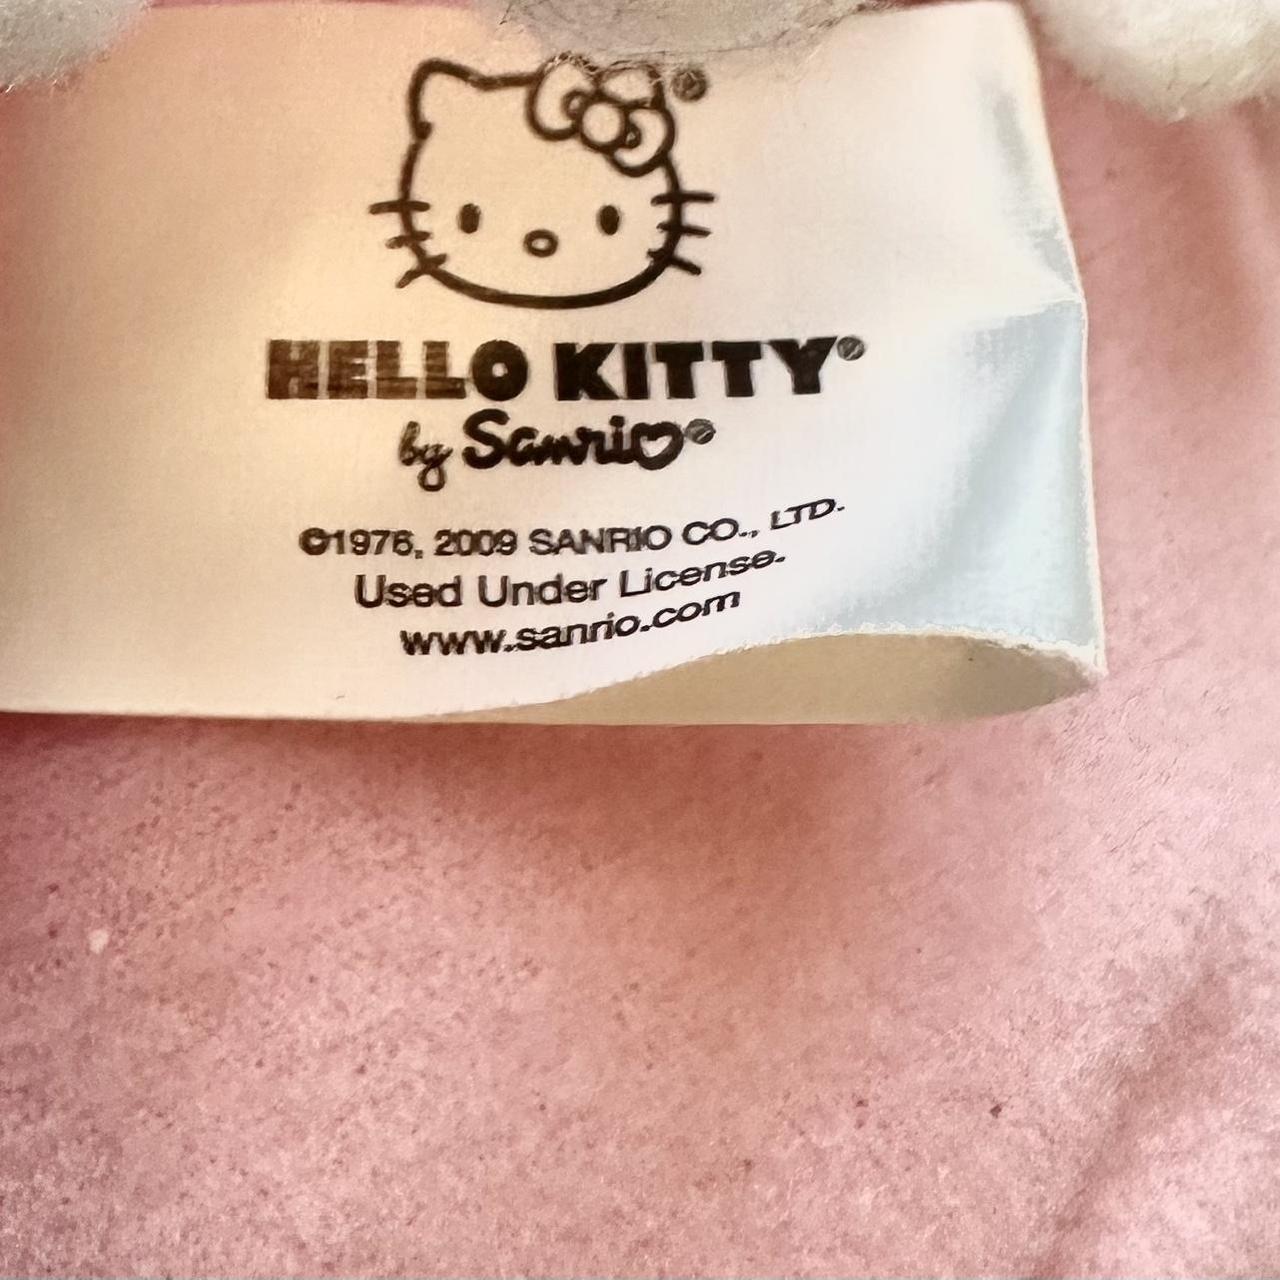 HELLO KITTY®
by Sanrio®
©1976, 2009 SANRIO CO., LTD.
Used Under License.
www.sanrio.com